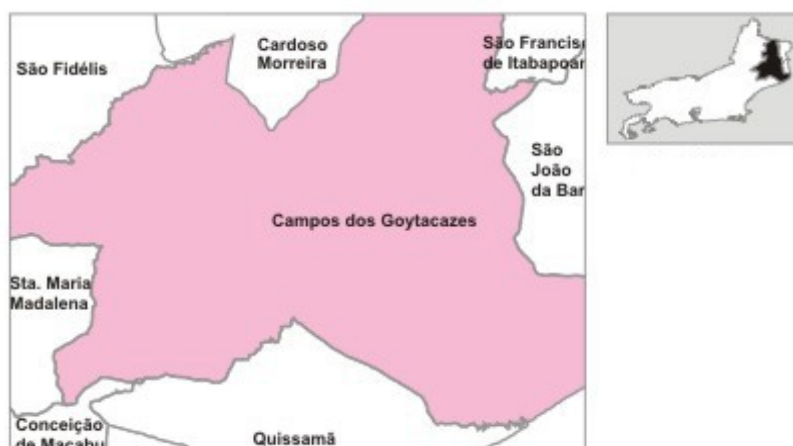 São Fidélis
Cardoso
Morreira
São Francis
de Itabapoan
São
João
da Bar
Campos dos Goytacazes
Sta. Maria
Madalena
Conceição
de Macabu
Quissamã